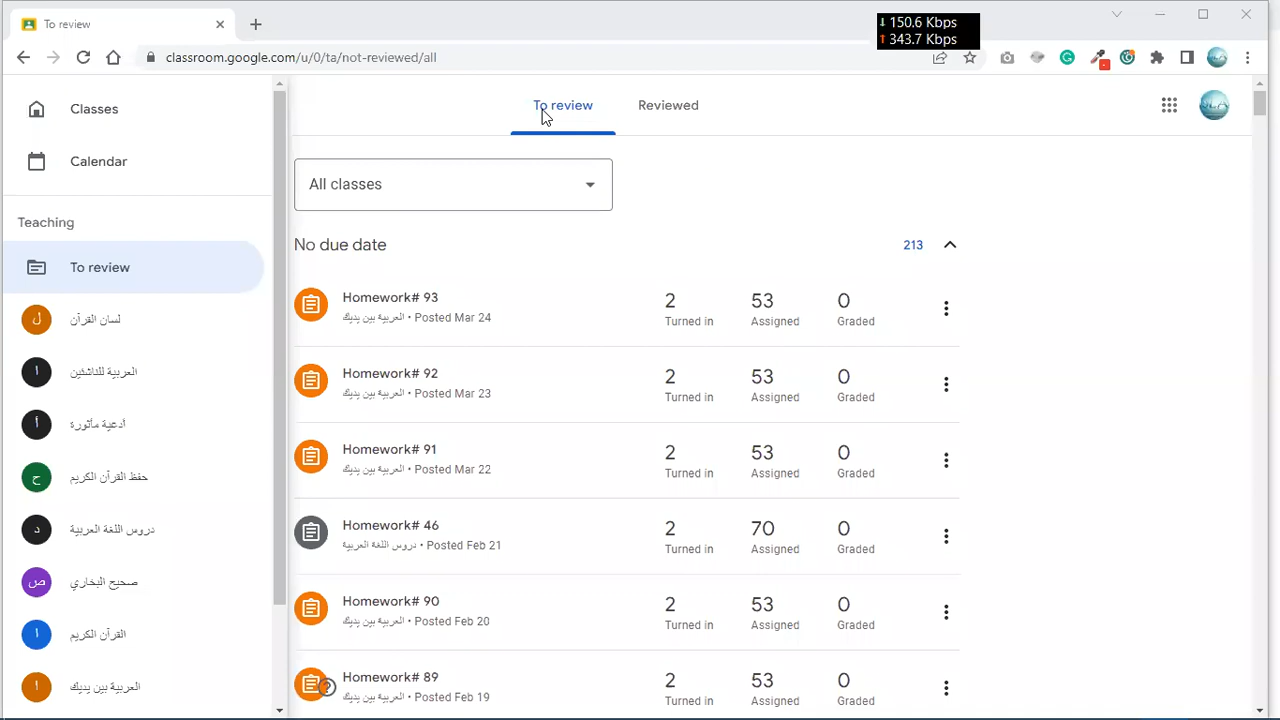 To review
↓ 150.6 Kbps
↑ 343.7 Kbps
classroom.google.com/u/0/ta/not-reviewed/all
Classes
Calendar
Teaching
To review
ل
لسان القرآن
ا
العربية للناشئين
أ
أدعية مأثورة
ح
حفظ القرآن الكريم
د
دروس اللغة العربية
ص
صحيح البخاري
ا
القرآن الكريم
ا
العربية بين يديك
To review
Reviewed
All classes
No due date
213
Homework# 93
2
53
0
العربية بين يديك • Posted Mar 24
Turned in
Assigned
Graded
Homework# 92
2
53
0
العربية بين يديك • Posted Mar 23
Turned in
Assigned
Graded
Homework# 91
2
53
0
العربية بين يديك • Posted Mar 22
Turned in
Assigned
Graded
Homework# 46
2
70
0
دروس اللغة العربية • Posted Feb 21
Turned in
Assigned
Graded
Homework# 90
2
53
0
العربية بين يديك • Posted Feb 20
Turned in
Assigned
Graded
Homework# 89
2
53
0
العربية بين يديك • Posted Feb 19
Turned in
Assigned
Graded